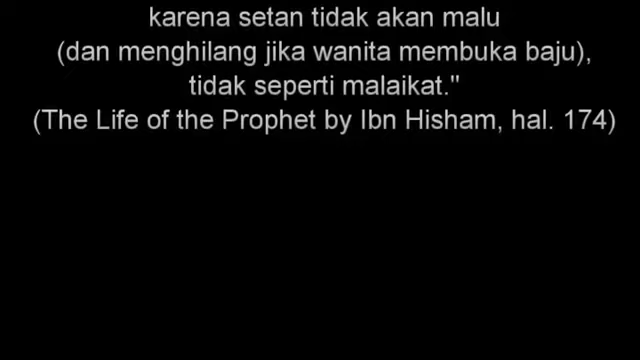 karena setan tidak akan malu
(dan menghilang jika wanita membuka baju),
tidak seperti malaikat."
(The Life of the Prophet by Ibn Hisham, hal. 174)